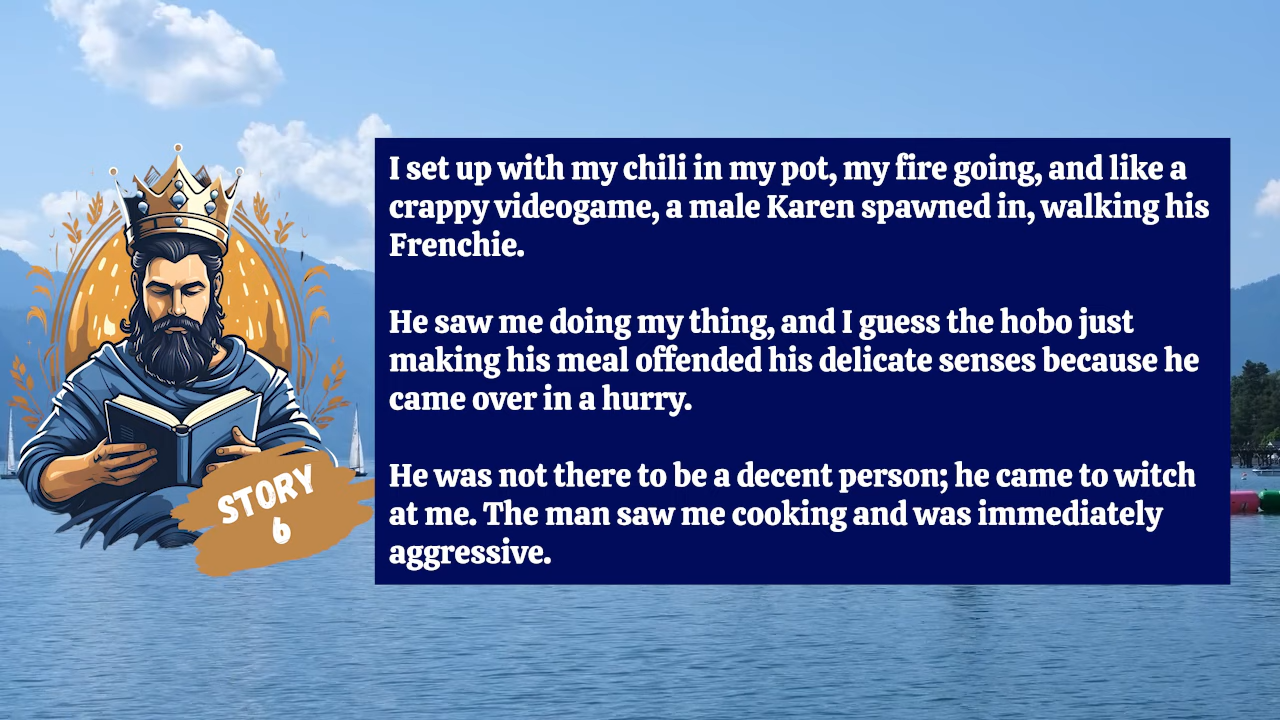 I set up with my chili in my pot, my fire going, and like a
crappy videogame, a male Karen spawned in, walking his
Frenchie.
He saw me doing my thing, and I guess the hobo just
making his meal offended his delicate senses because he
came over in a hurry.
He was not there to be a decent person; he came to witch
at me. The man saw me cooking and was immediately
aggressive.
STORY
6